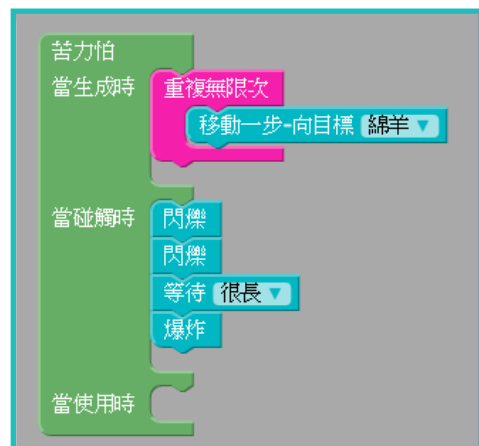 苦力怕
當生成時 重複無限次
移動一步-向目標 綿羊
當碰觸時 閃爍
閃爍
等待 很長
爆炸
當使用時